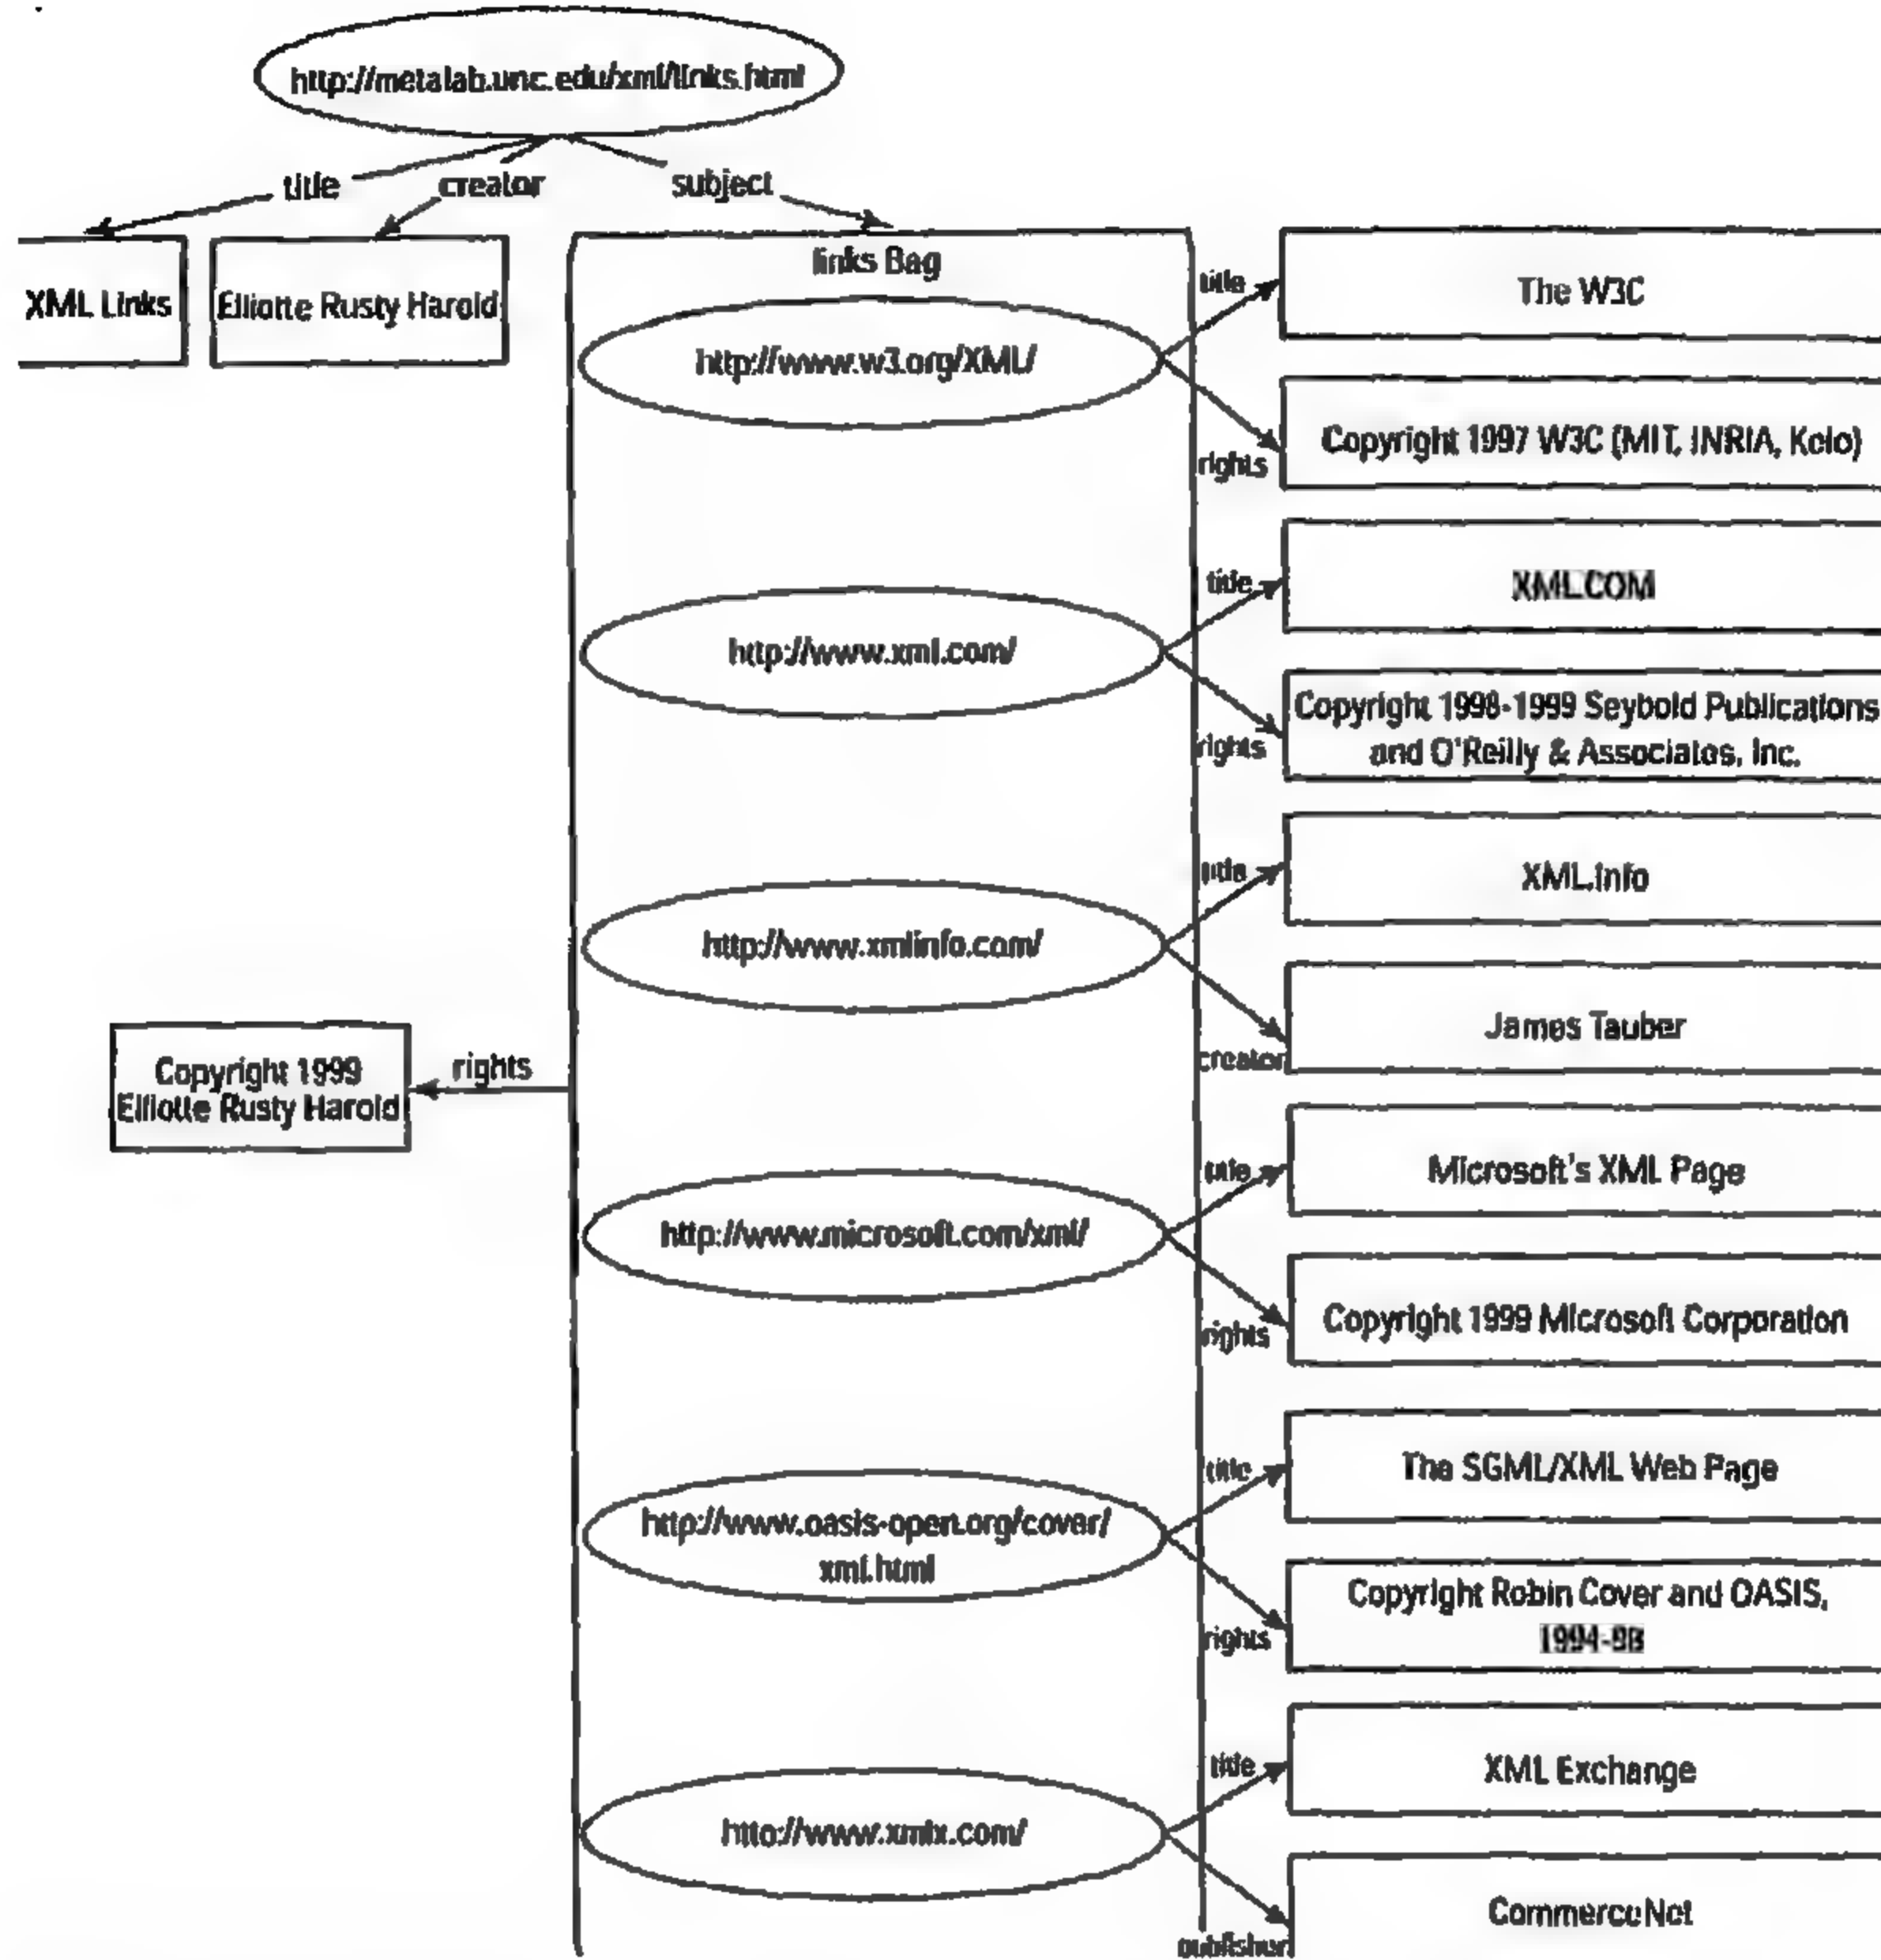 http://metalab.unc.edu/xml/links.html
title
creator
subject
XML Links
Elliotte Rusty Harold
links Bag
http://www.w3.org/XML/
title
The W3C
rights
Copyright 1997 W3C (MIT, INRIA, Keio)
http://www.xml.com/
title
XML.COM
rights
Copyright 1998-1999 Seybold Publications
and O'Reilly & Associates, Inc.
http://www.xmlinfo.com/
title
XML.Info
creator
James Tauber
Copyright 1999
Elliotte Rusty Harold
rights
http://www.microsoft.com/xml/
title
Microsoft's XML Page
rights
Copyright 1999 Microsoft Corporation
http://www.oasis-open.org/cover/
xml.html
title
The SGML/XML Web Page
rights
Copyright Robin Cover and OASIS,
1994-98
http://www.xmlx.com/
title
XML Exchange
publisher
CommerceNet